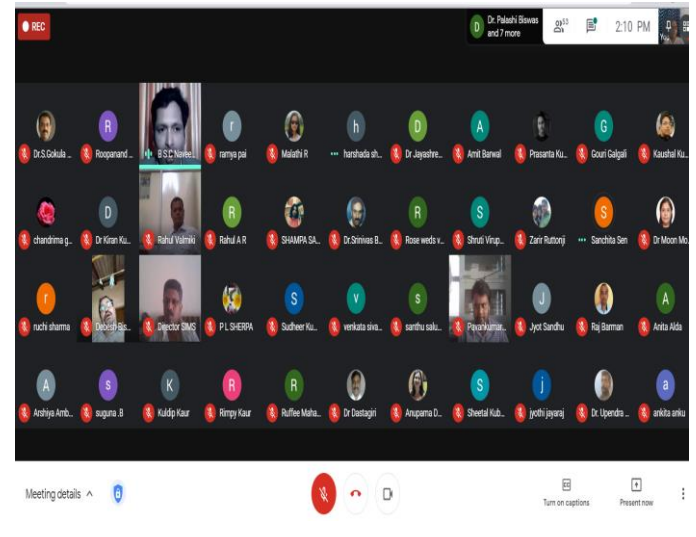 REC
D Dr. Palashi Biswas and 7 more 53 2:10 PM You
Dr.S.Gokula ... R Roopanand ... B S C Navee... r ramya pai Malathi R h harshada sh... D Dr Jayashre... A Amit Barwal Prasanta Ku... G Gouri Galgali Kaushal Ku...
chandrima g... D Dr Kiran Ku... Rahul Valmiki R Rahul A R SHAMPA SA... Dr.Srinivas B... R Rose weds v... S Shruti Virup... Zarir Ruttonji S Sanchita Sen Dr Moon Mo...
r ruchi sharma Debesh Bis... Director SIMS P L SHERPA S Sudheer Ku... v venkata siva... s santhu salu... Pavankumar... J Jyot Sandhu Raj Barman A Anita Alda
A Arshiya Amb... s suguna .B K Kuldip Kaur R Rimpy Kaur R Ruffee Maha... Dr Dastagiri Anupama D... S Sheetal Kub... j jyothi jayaraj Dr. Upendra ... a ankita anku
Meeting details Turn on captions Present now